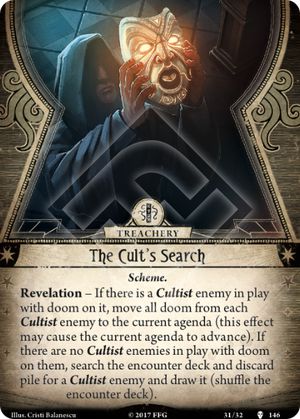 TREACHERY
The Cult's Search
Scheme.
Revelation – If there is a Cultist enemy in play
with doom on it, move all doom from each
Cultist enemy to the current agenda (this effect
may cause the current agenda to advance). If
there are no Cultist enemies in play with doom
on them, search the encounter deck and discard
pile for a Cultist enemy and draw it (shuffle the
encounter deck).
Illus. Cristi Balanescu
© 2017 FFG
31/32
146